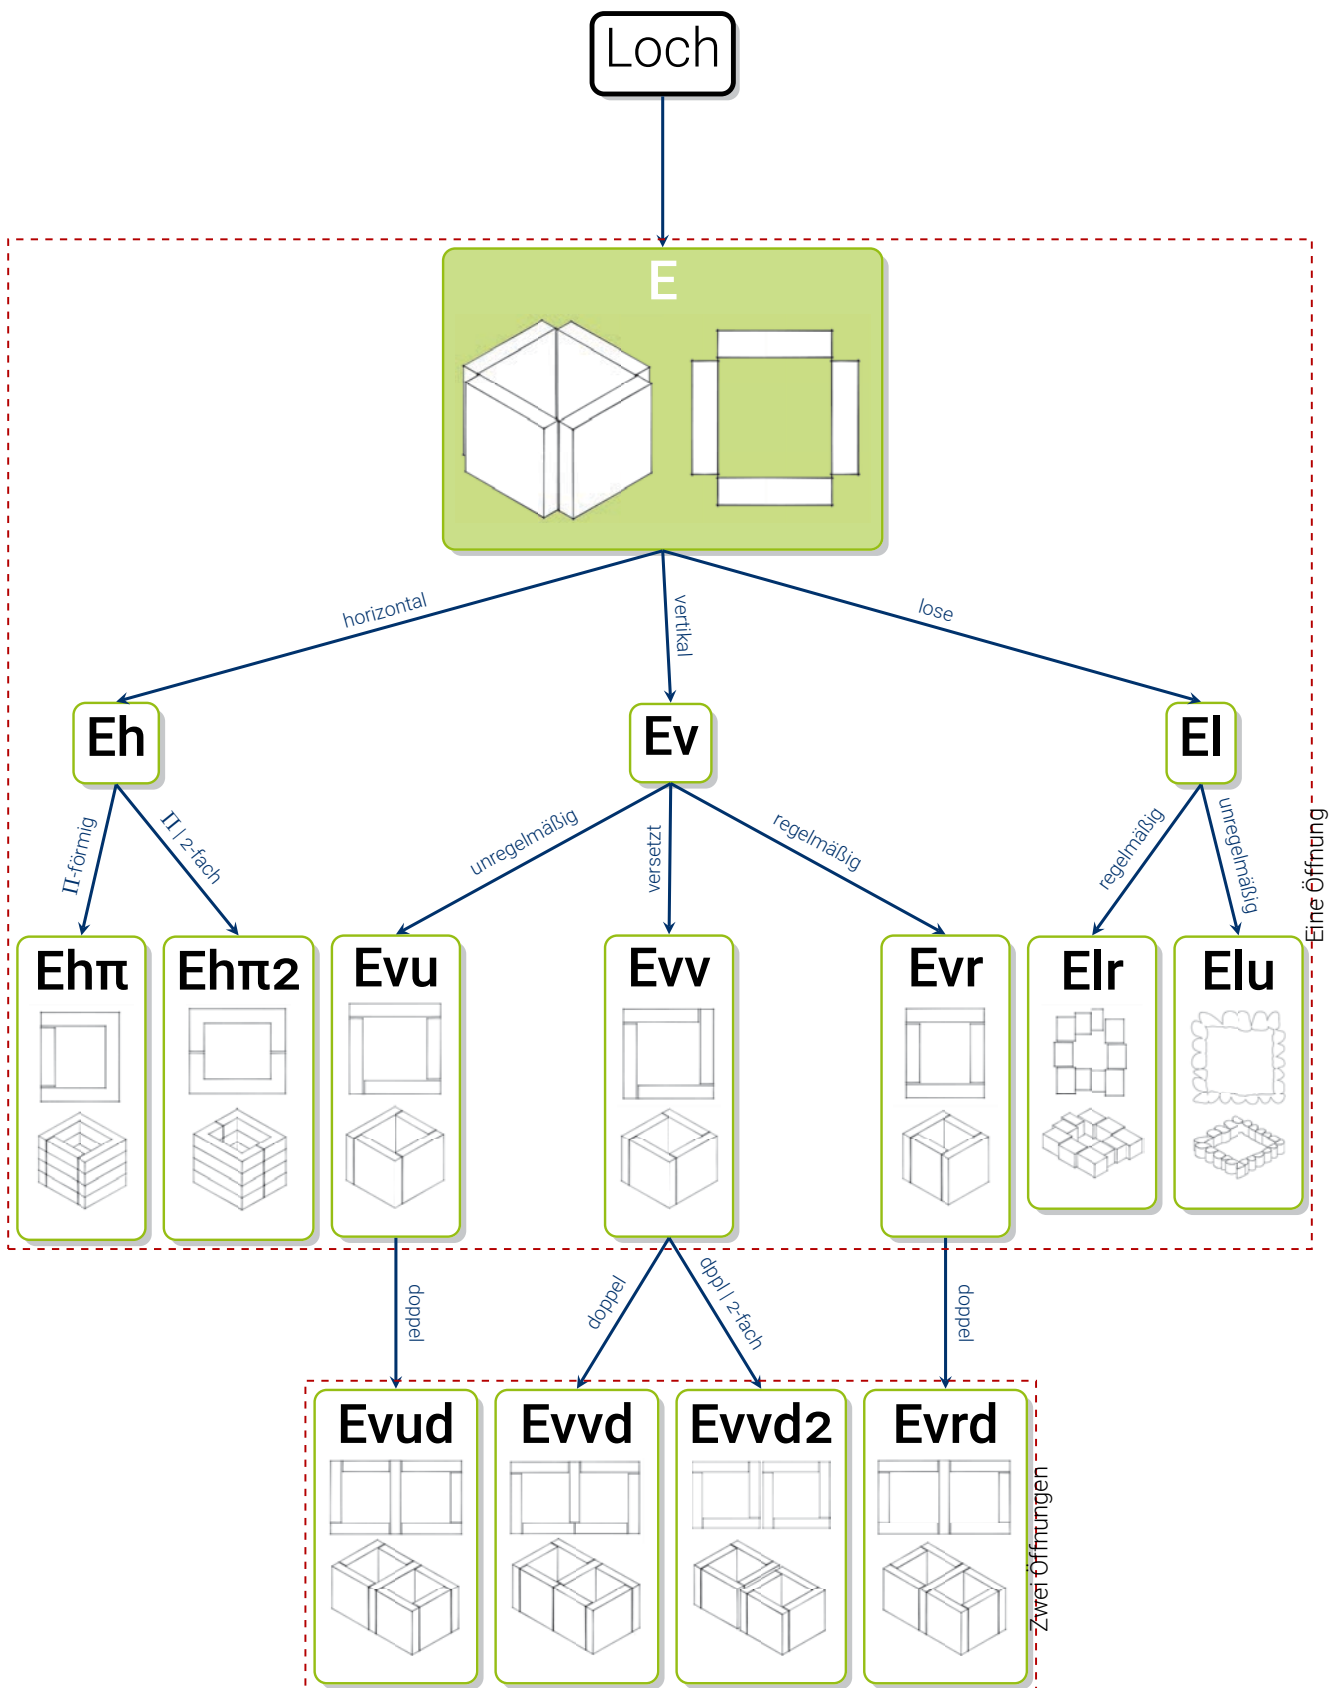 Loch
E
horizontal
vertikal
lose
Eh
Ev
El
Π-förmig
Π | 2-fach
unregelmäßig
versetzt
regelmäßig
regelmäßig
unregelmäßig
Eine Öffnung
Ehπ
Ehπ2
Evu
Evv
Evr
Elr
Elu
doppel
doppel
dppl | 2-fach
doppel
Evud
Evvd
Evvd2
Evrd
Zwei Öffnungen